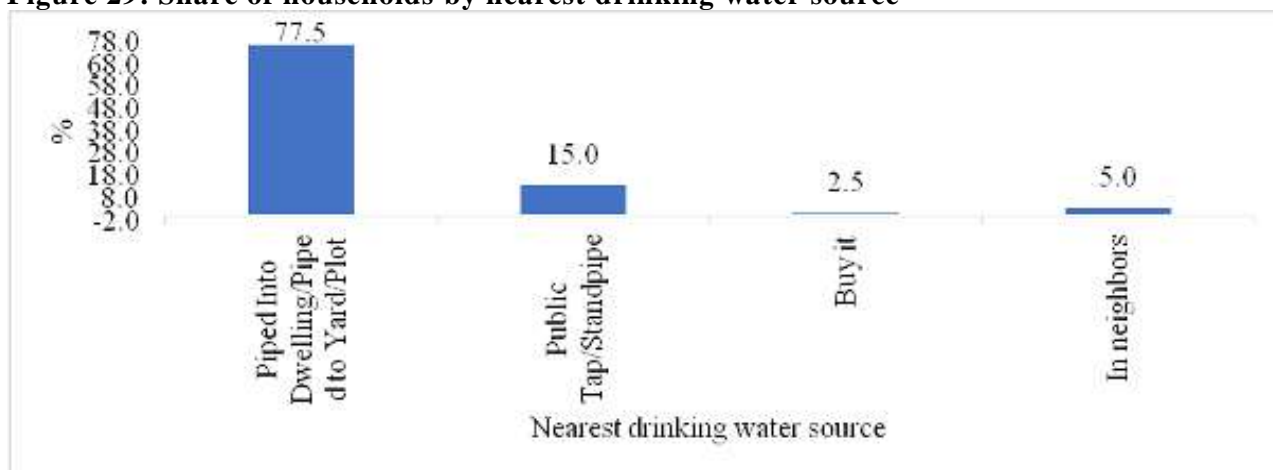 Figure 29: Share of households by nearest drinking water source
78.0
68.0
58.0
48.0
38.0
28.0
18.0
8.0
-2.0
%
77.5
15.0
2.5
5.0
Piped Into
Dwelling/Pipe
d to Yard/Plot
Public
Tap/Standpipe
Buy it
In neighbors
Nearest drinking water source